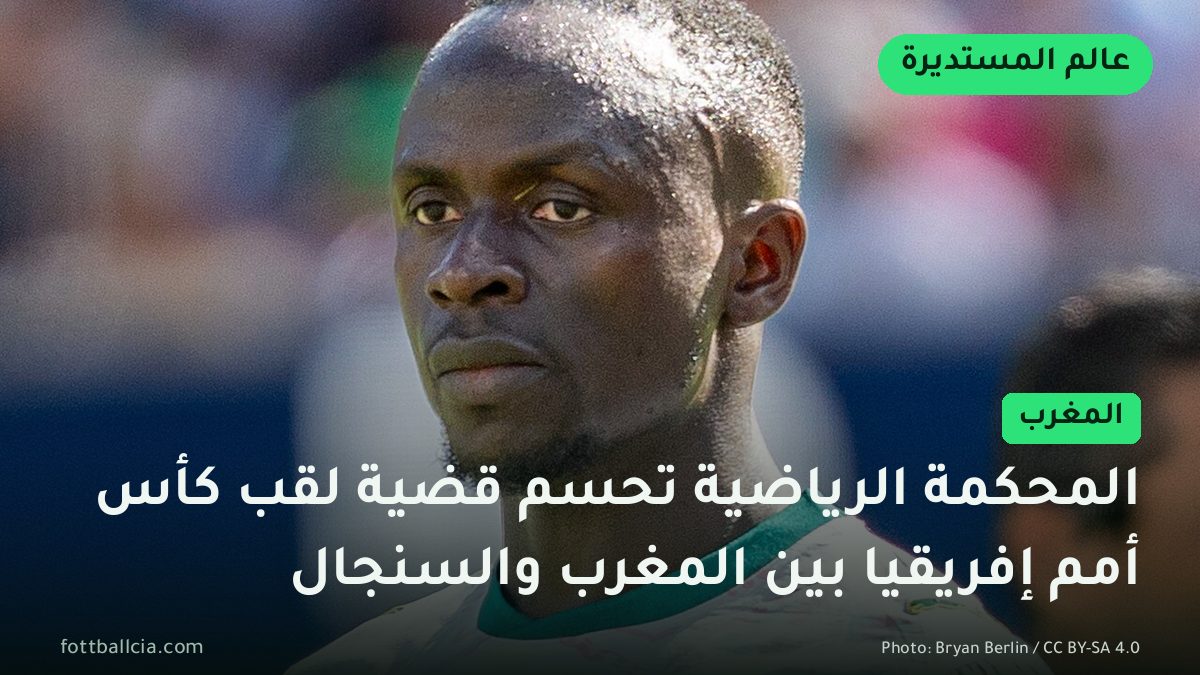 عالم المستديرة
المغرب
المحكمة الرياضية تحسم قضية لقب كأس
أمم إفريقيا بين المغرب والسنجال
fottballcia.com
Photo: Bryan Berlin / CC BY-SA 4.0